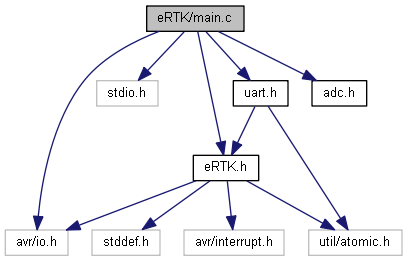 eRTK/main.c
stdio.h
uart.h
adc.h
eRTK.h
avr/io.h
stddef.h
avr/interrupt.h
util/atomic.h